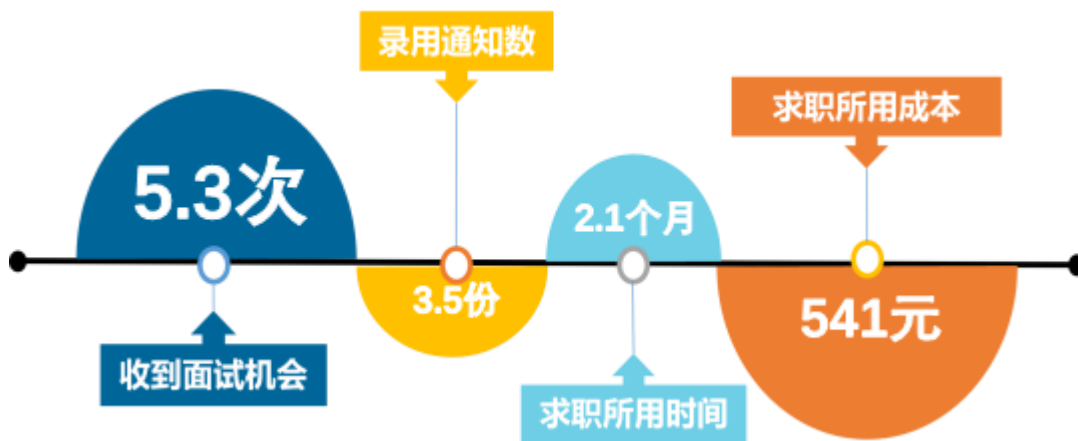 录用通知数
求职所用成本
5.3次
2.1个月
3.5份
541元
收到面试机会
求职所用时间